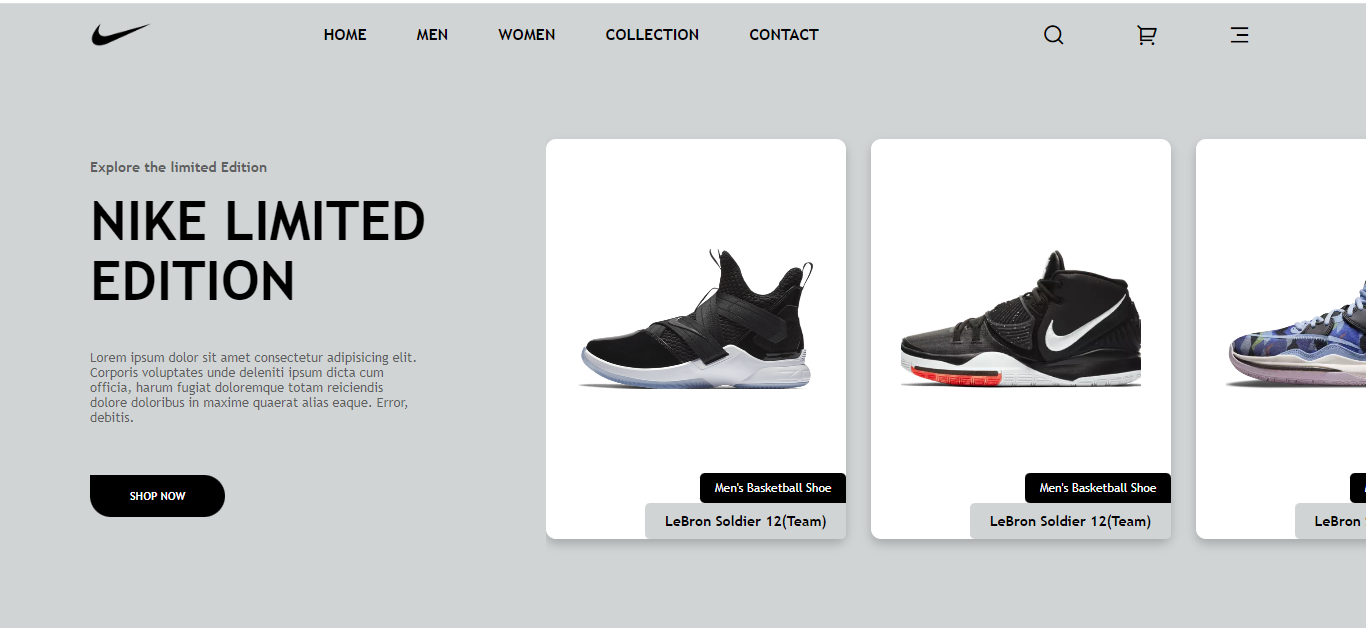 HOME MEN WOMEN COLLECTION CONTACT
Explore the limited Edition
NIKE LIMITED
EDITION
Lorem ipsum dolor sit amet consectetur adipisicing elit.
Corporis voluptates unde deleniti ipsum dicta cum
officia, harum fugiat doloremque totam reiciendis
dolore doloribus in maxime quaerat alias eaque. Error,
debitis.
SHOP NOW
Men's Basketball Shoe
LeBron Soldier 12(Team)
Men's Basketball Shoe
LeBron Soldier 12(Team)
LeBron